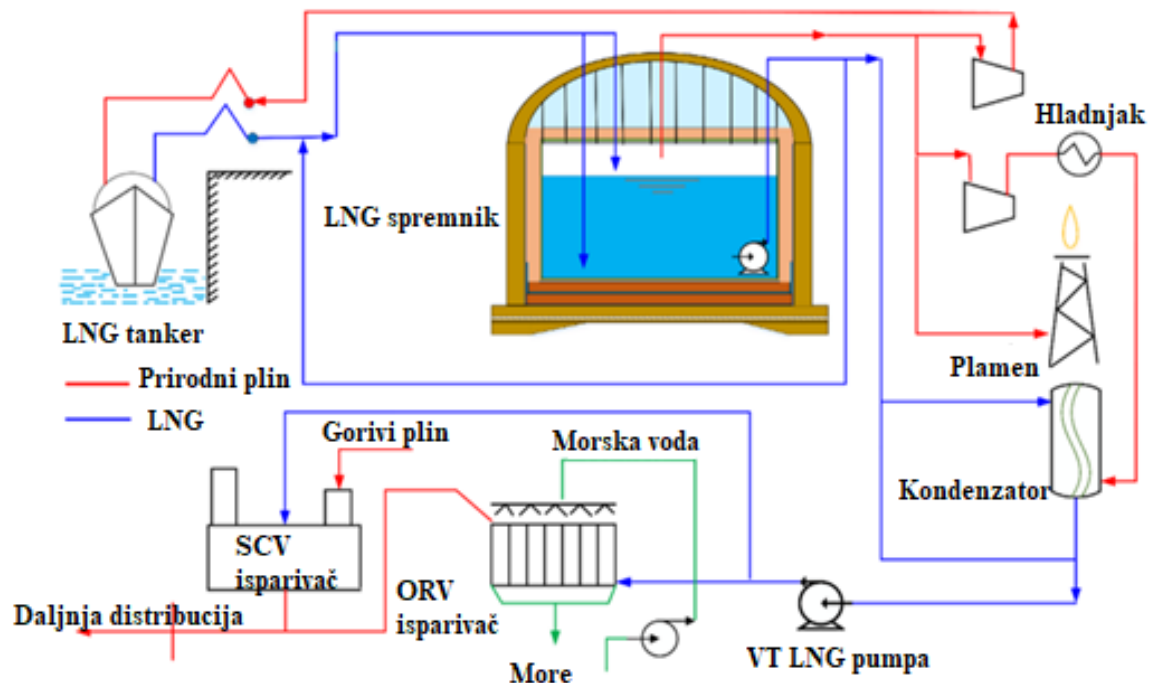 Hladnjak
LNG spremnik
LNG tanker
Plamen
Prirodni plin
LNG
Gorivi plin
Morska voda
Kondenzator
SCV
isparivač
ORV
isparivač
Daljnja distribucija
VT LNG pumpa
More